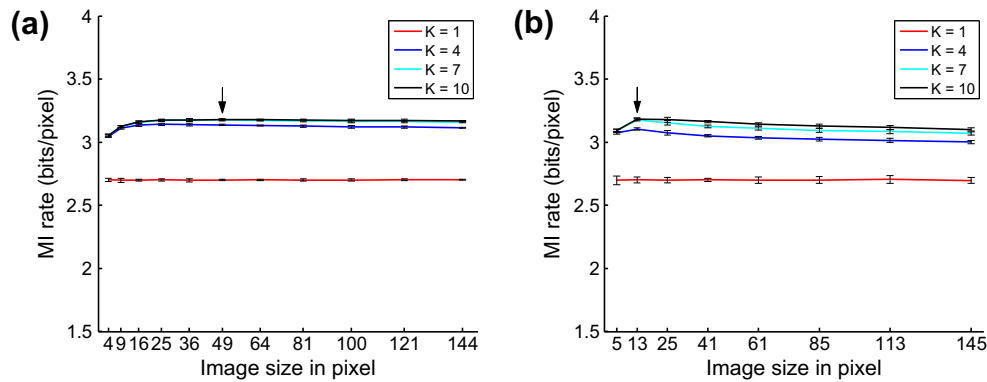 (a)
MI rate (bits/pixel)
4
3.5
3
2.5
2
1.5
K = 1
K = 4
K = 7
K = 10
4 9 16 25 36 49 64 81 100 121 144
Image size in pixel
(b)
MI rate (bits/pixel)
4
3.5
3
2.5
2
1.5
K = 1
K = 4
K = 7
K = 10
5 13 25 41 61 85 113 145
Image size in pixel